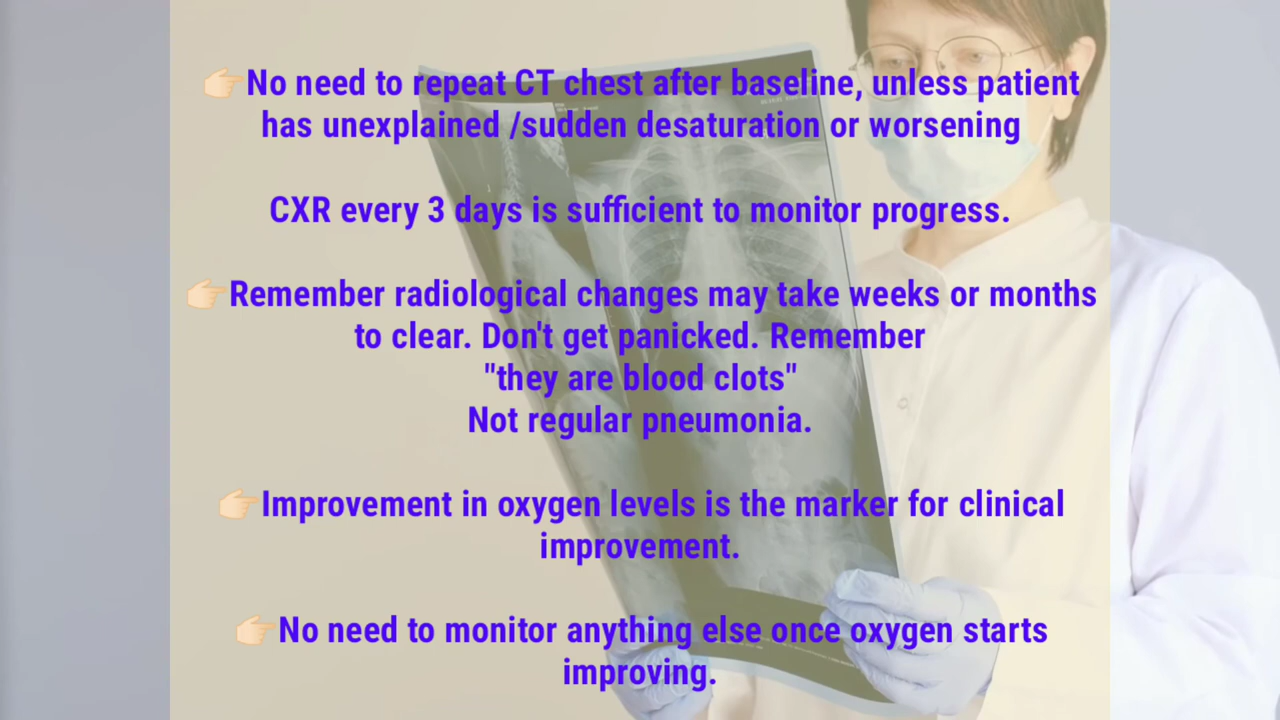 👉🏻No need to repeat CT chest after baseline, unless patient
has unexplained /sudden desaturation or worsening
CXR every 3 days is sufficient to monitor progress.
👉🏻Remember radiological changes may take weeks or months
to clear. Don't get panicked. Remember
"they are blood clots"
Not regular pneumonia.
👉🏻Improvement in oxygen levels is the marker for clinical
improvement.
👉🏻No need to monitor anything else once oxygen starts
improving.